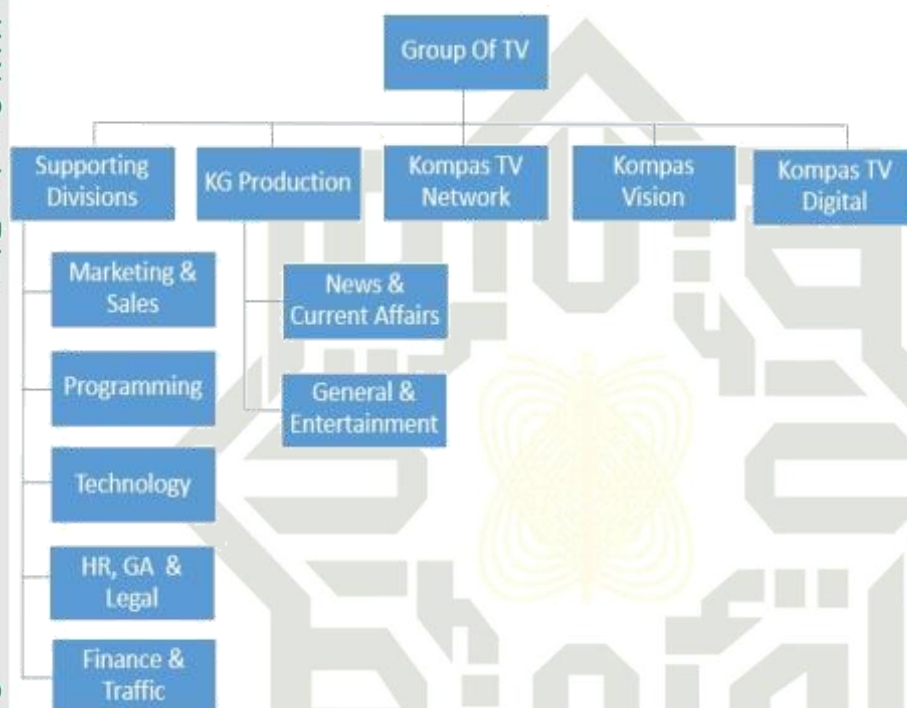 Group Of TV
Supporting
Divisions
KG Production
Kompas TV
Network
Kompas
Vision
Kompas TV
Digital
Marketing &
Sales
Programming
Technology
HR, GA &
Legal
Finance &
Traffic
News &
Current Affairs
General &
Entertainment